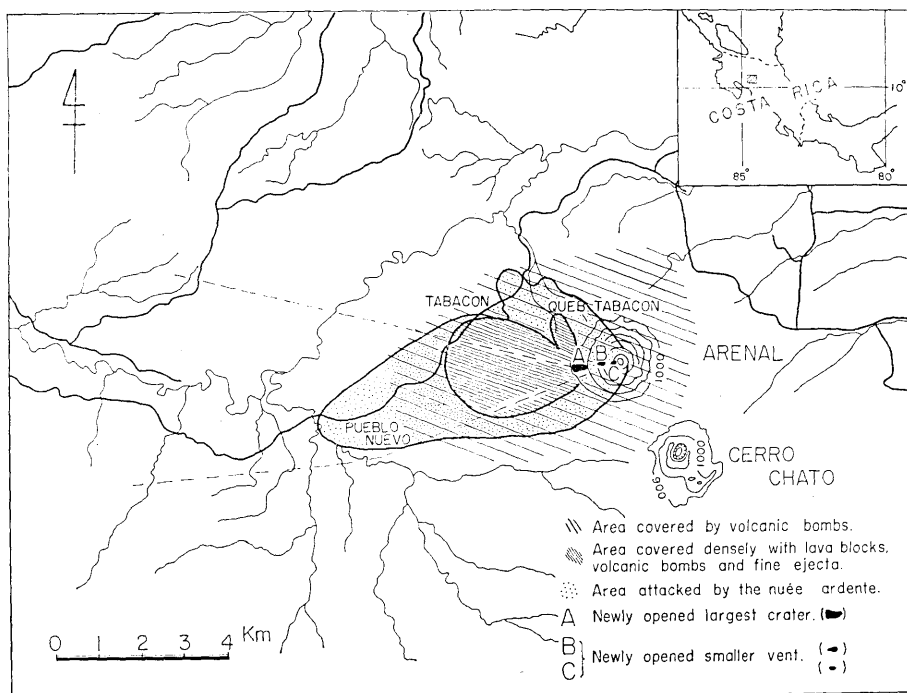 COSTA RICA
10°
85°
80°
TABACON
QUEB. TABACON
A B
C
1000
ARENAL
PUEBLO
NUEVO
CERRO
CHATO
1000
900
Area covered by volcanic bombs.
Area covered densely with lava blocks,
volcanic bombs and fine ejecta.
Area attacked by the nuée ardente.
A Newly opened largest crater. ( )
B
C } Newly opened smaller vent. ( )
( )
0 1 2 3 4 Km